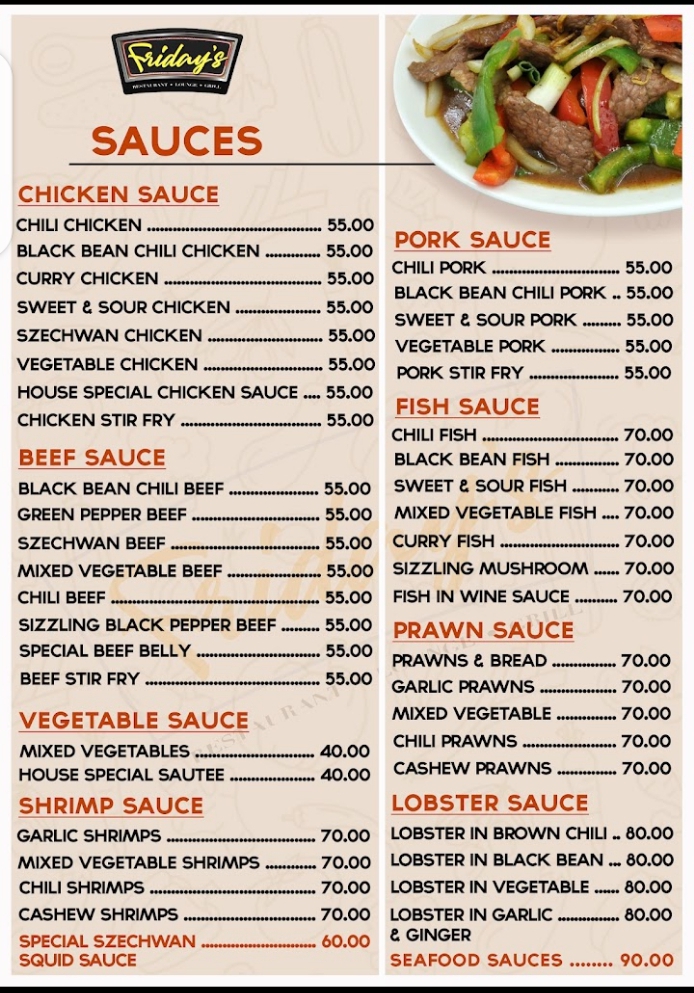 Friday's
RESTAURANT • LOUNGE • GRILL
SAUCES
CHICKEN SAUCE
CHILI CHICKEN ........ 55.00
BLACK BEAN CHILI CHICKEN ........ 55.00
CURRY CHICKEN ........ 55.00
SWEET & SOUR CHICKEN ........ 55.00
SZECHWAN CHICKEN ........ 55.00
VEGETABLE CHICKEN ........ 55.00
HOUSE SPECIAL CHICKEN SAUCE .... 55.00
CHICKEN STIR FRY ........ 55.00
BEEF SAUCE
BLACK BEAN CHILI BEEF ........ 55.00
GREEN PEPPER BEEF ........ 55.00
SZECHWAN BEEF ........ 55.00
MIXED VEGETABLE BEEF ........ 55.00
CHILI BEEF ........ 55.00
SIZZLING BLACK PEPPER BEEF ........ 55.00
SPECIAL BEEF BELLY ........ 55.00
BEEF STIR FRY ........ 55.00
VEGETABLE SAUCE
MIXED VEGETABLES ........ 40.00
HOUSE SPECIAL SAUTEE ........ 40.00
SHRIMP SAUCE
GARLIC SHRIMPS ........ 70.00
MIXED VEGETABLE SHRIMPS ........ 70.00
CHILI SHRIMPS ........ 70.00
CASHEW SHRIMPS ........ 70.00
SPECIAL SZECHWAN ........ 60.00
SQUID SAUCE
PORK SAUCE
CHILI PORK ........ 55.00
BLACK BEAN CHILI PORK .. 55.00
SWEET & SOUR PORK ........ 55.00
VEGETABLE PORK ........ 55.00
PORK STIR FRY ........ 55.00
FISH SAUCE
CHILI FISH ........ 70.00
BLACK BEAN FISH ........ 70.00
SWEET & SOUR FISH ........ 70.00
MIXED VEGETABLE FISH .... 70.00
CURRY FISH ........ 70.00
SIZZLING MUSHROOM ...... 70.00
FISH IN WINE SAUCE ........ 70.00
PRAWN SAUCE
PRAWNS & BREAD ........ 70.00
GARLIC PRAWNS ........ 70.00
MIXED VEGETABLE ........ 70.00
CHILI PRAWNS ........ 70.00
CASHEW PRAWNS ........ 70.00
LOBSTER SAUCE
LOBSTER IN BROWN CHILI .. 80.00
LOBSTER IN BLACK BEAN ... 80.00
LOBSTER IN VEGETABLE ...... 80.00
LOBSTER IN GARLIC ........ 80.00
& GINGER
SEAFOOD SAUCES ........ 90.00
Friday's
RESTAURANT • LOUNGE • GRILL